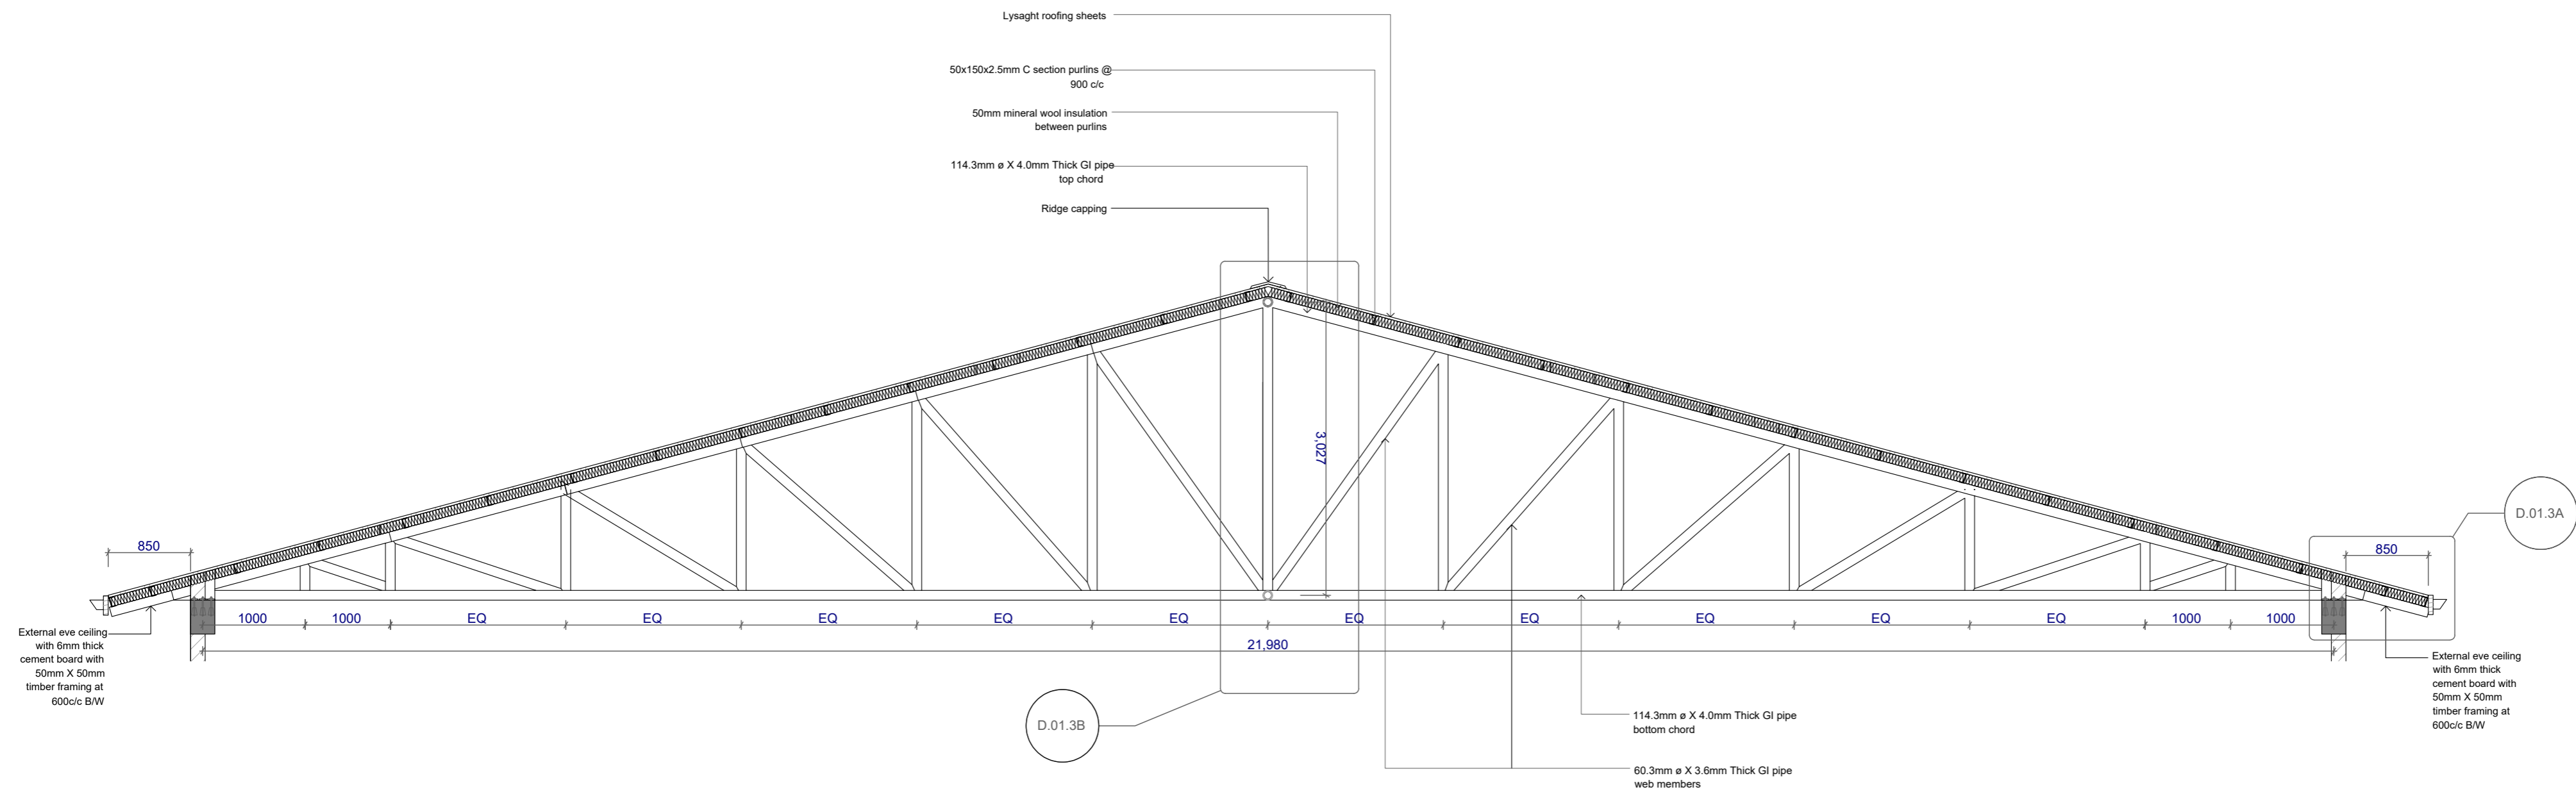 Lysaght roofing sheets
50x150x2.5mm C section purlins @
900 c/c
50mm mineral wool insulation
between purlins
114.3mm ø X 4.0mm Thick GI pipe
top chord
Ridge capping
3,027
850
850
D.01.3A
1000 1000 EQ EQ EQ EQ EQ EQ EQ EQ EQ EQ 1000 1000
21,980
External eve ceiling
with 6mm thick
cement board with
50mm X 50mm
timber framing at
600c/c B/W
External eve ceiling
with 6mm thick
cement board with
50mm X 50mm
timber framing at
600c/c B/W
D.01.3B
114.3mm ø X 4.0mm Thick GI pipe
bottom chord
60.3mm ø X 3.6mm Thick GI pipe
web members